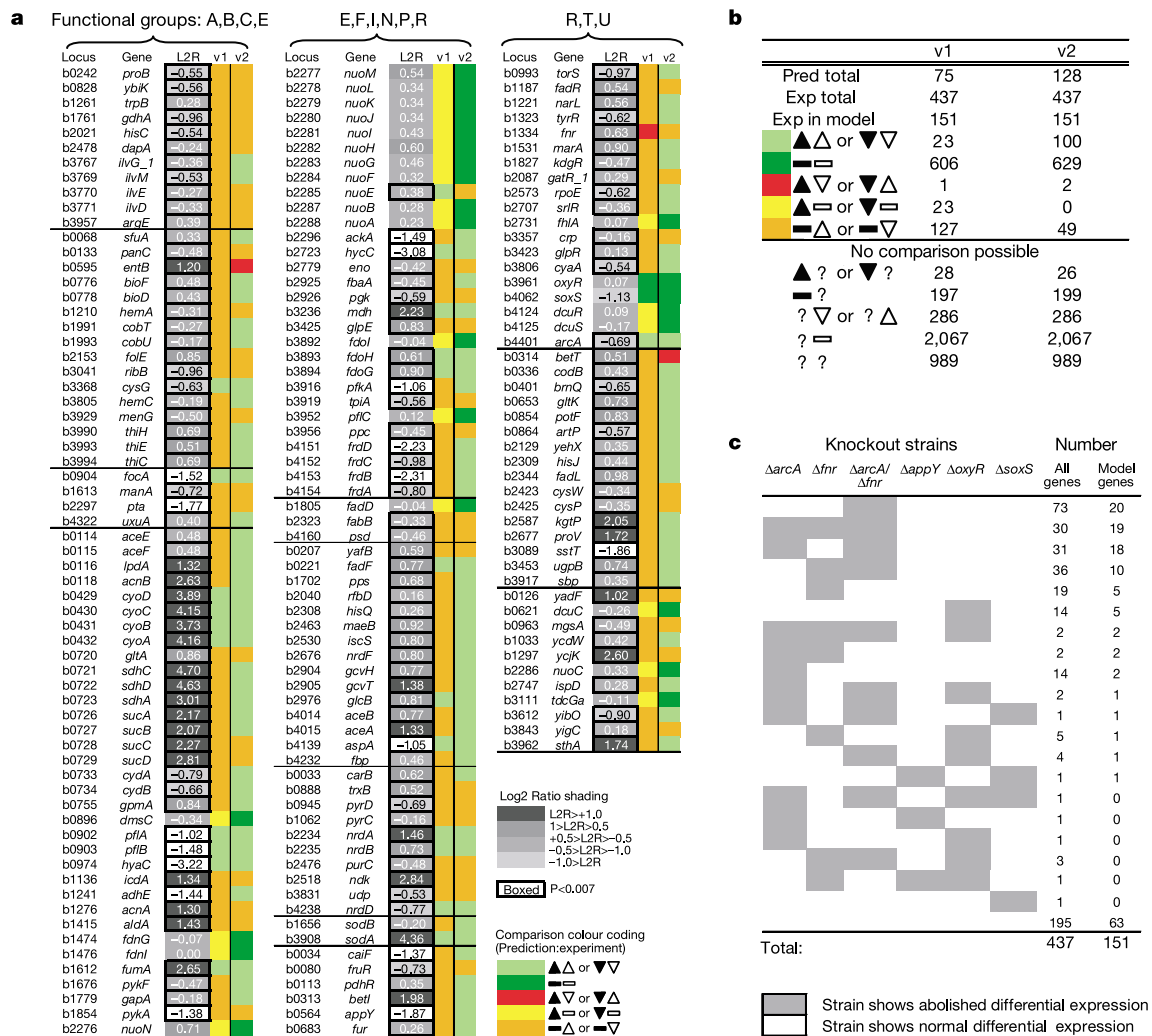 a
Functional groups: A,B,C,E
Locus Gene L2R v1 v2
b0242 proB −0.55
b0828 ybiK −0.56
b1261 trpB 0.28
b1761 gdhA −0.96
b2021 hisC −0.54
b2478 dapA −0.24
b3767 ilvG_1 −0.36
b3769 ilvM −0.53
b3770 ilvE −0.27
b3771 ilvD −0.33
b3957 argE 0.39
b0068 sfuA 0.33
b0133 panC −0.48
b0595 entB 1.20
b0776 bioF 0.48
b0778 bioD 0.43
b1210 hemA −0.31
b1991 cobT −0.27
b1993 cobU −0.17
b2153 folE 0.85
b3041 ribB −0.96
b3368 cysG −0.63
b3805 hemC −0.19
b3929 menG −0.50
b3990 thiH 0.69
b3993 thiE 0.51
b3994 thiC 0.69
b0904 focA −1.52
b1613 manA −0.72
b2297 pta −1.77
b4322 uxuA 0.40
b0114 aceE 0.48
b0115 aceF 0.48
b0116 lpdA 1.32
b0118 acnB 2.63
b0429 cyoD 3.89
b0430 cyoC 4.15
b0431 cyoB 3.73
b0432 cyoA 4.16
b0720 gltA 0.86
b0721 sdhC 4.70
b0722 sdhD 4.63
b0723 sdhA 3.01
b0726 sucA 2.17
b0727 sucB 2.07
b0728 sucC 2.27
b0729 sucD 2.81
b0733 cydA −0.79
b0734 cydB −0.66
b0755 gpmA 0.84
b0896 dmsC −0.34
b0902 pflA −1.02
b0903 pflB −1.48
b0974 hyaC −3.22
b1136 icdA 1.34
b1241 adhE −1.44
b1276 acnA 1.30
b1415 aldA 1.43
b1474 fdnG −0.07
b1476 fdnI 0.00
b1612 fumA 2.65
b1676 pykF −0.47
b1779 gapA −0.18
b1854 pykA −1.38
b2276 nuoN 0.71
E,F,I,N,P,R
Locus Gene L2R v1 v2
b2277 nuoM 0.54
b2278 nuoL 0.34
b2279 nuoK 0.34
b2280 nuoJ 0.34
b2281 nuoI 0.43
b2282 nuoH 0.60
b2283 nuoG 0.46
b2284 nuoF 0.32
b2285 nuoE 0.38
b2287 nuoB 0.28
b2288 nuoA 0.23
b2296 ackA −1.49
b2723 hycC −3.08
b2779 eno −0.42
b2925 fbaA −0.45
b2926 pgk −0.59
b3236 mdh 2.23
b3425 glpE 0.83
b3892 fdoI −0.04
b3893 fdoH 0.61
b3894 fdoG 0.90
b3916 pfkA −1.06
b3919 tpiA −0.56
b3952 pflC 0.12
b3956 ppc −0.45
b4151 frdD −2.23
b4152 frdC −0.98
b4153 frdB −2.31
b4154 frdA −0.80
b1805 fadD −0.04
b2323 fabB −0.33
b4160 psd −0.46
b0207 yafB 0.59
b0221 fadF 0.77
b1702 pps 0.68
b2040 rfbD 0.16
b2308 hisQ 0.26
b2463 maeB 0.92
b2530 iscS 0.80
b2676 nrdF 0.80
b2904 gcvH 0.77
b2905 gcvT 1.38
b2976 glcB 0.81
b4014 aceB 0.77
b4015 aceA 1.33
b4139 aspA −1.05
b4232 fbp 0.46
b0033 carB 0.62
b0888 trxB 0.52
b0945 pyrD −0.69
b1062 pyrC −0.16
b2234 nrdA 1.46
b2235 nrdB 0.73
b2476 purC −0.48
b2518 ndk 2.84
b3831 udp −0.53
b4238 nrdD −0.77
b1656 sodB −0.20
b3908 sodA 4.36
b0034 caiF −1.37
b0080 fruR −0.73
b0113 pdhR 0.35
b0313 betI 1.98
b0564 appY −1.87
b0683 fur 0.26
R,T,U
Locus Gene L2R v1 v2
b0993 torS −0.97
b1187 fadR 0.54
b1221 narL 0.56
b1323 tyrR −0.62
b1334 fnr 0.63
b1531 marA 0.90
b1827 kdgR −0.47
b2087 gatR_1 0.29
b2573 rpoE −0.62
b2707 srlR −0.36
b2731 fhlA 0.07
b3357 crp −0.16
b3423 glpR 0.13
b3806 cyaA −0.54
b3961 oxyR 0.07
b4062 soxS −1.13
b4124 dcuR 0.09
b4125 dcuS −0.17
b4401 arcA −0.69
b0314 betT 0.51
b0336 codB 0.43
b0401 brnQ −0.65
b0653 gltK 0.73
b0854 potF 0.83
b0864 artP −0.57
b2129 yehX 0.35
b2309 hisJ 0.44
b2344 fadL 0.98
b2423 cysW −0.34
b2425 cysP −0.35
b2587 kgtP 2.05
b2677 proV 1.72
b3089 sstT −1.86
b3453 ugpB 0.74
b3917 sbp 0.35
b0126 yadF 1.02
b0621 dcuC −0.26
b0963 mgsA −0.49
b1033 ycdW 0.42
b1297 ycjK 2.60
b2286 nuoC 0.33
b2747 ispD 0.28
b3111 tdcGa −0.11
b3612 yibO −0.90
b3843 yigC 0.18
b3962 sthA 1.74
Log2 Ratio shading
L2R>+1.0
1>L2R>0.5
+0.5>L2R>−0.5
−0.5>L2R>−1.0
−1.0>L2R
Boxed P<0.007
Comparison colour coding
(Prediction:experiment)
▲△ or ▼▽
▬▭
▲▽ or ▼△
▲▭ or ▼▭
▬△ or ▬▽
b
v1 v2
Pred total 75 128
Exp total 437 437
Exp in model 151 151
▲△ or ▼▽ 23 100
▬▭ 606 629
▲▽ or ▼△ 1 2
▲▭ or ▼▭ 23 0
▬△ or ▬▽ 127 49
No comparison possible
▲? or ▼? 28 26
▬? 197 199
?▽ or ?△ 286 286
?▭ 2,067 2,067
?? 989 989
c
Knockout strains Number
ΔarcA Δfnr ΔarcA/Δfnr ΔappY ΔoxyR ΔsoxS All genes Model genes
73 20
30 19
31 18
36 10
19 5
14 5
2 2
2 2
14 2
2 1
1 1
5 1
4 1
1 1
1 0
1 0
1 0
3 0
1 0
1 0
195 63
Total: 437 151
Strain shows abolished differential expression
Strain shows normal differential expression